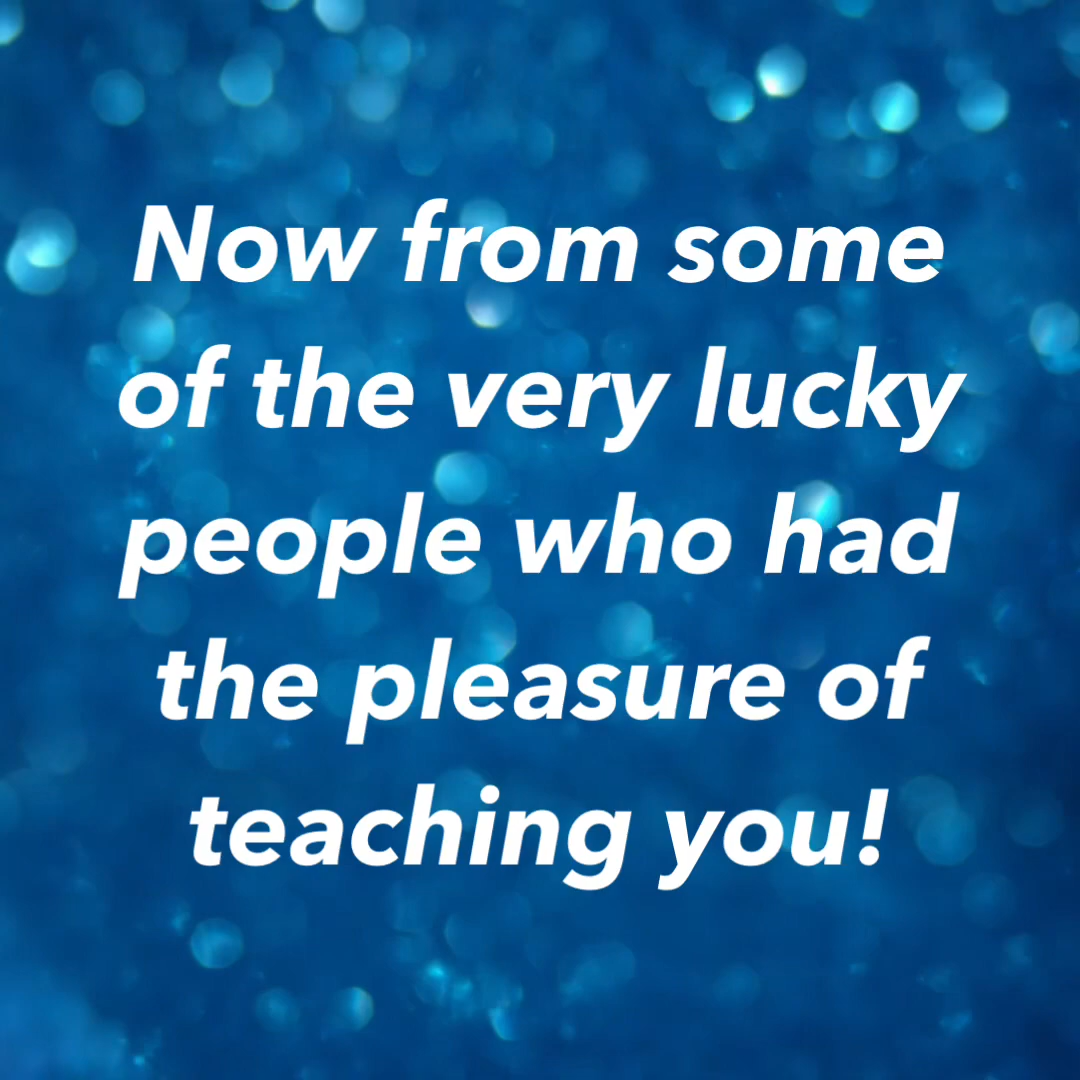 Now from some
of the very lucky
people who had
the pleasure of
teaching you!